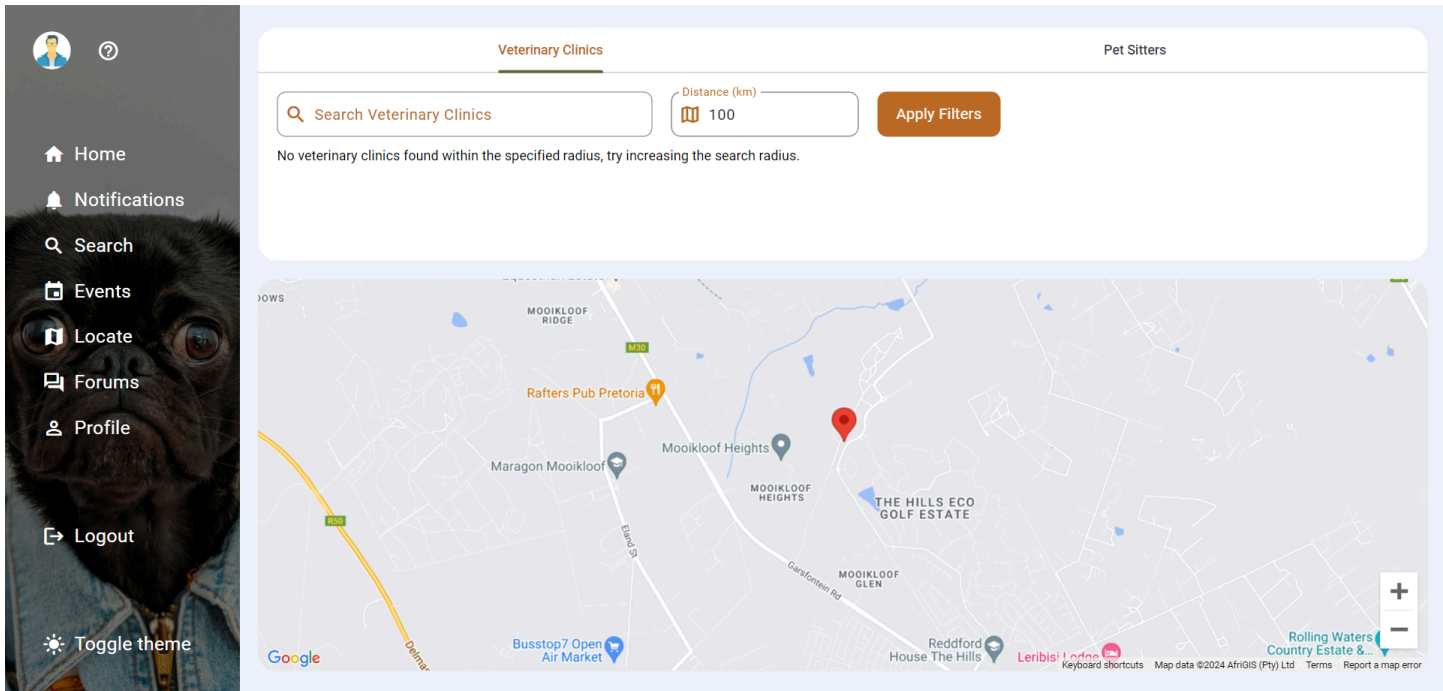 Home
Notifications
Search
Events
Locate
Forums
Profile
Logout
Toggle theme
Veterinary Clinics
Pet Sitters
Search Veterinary Clinics
Distance (km)
100
Apply Filters
No veterinary clinics found within the specified radius, try increasing the search radius.
MOOIKLOOF
RIDGE
M30
Rafters Pub Pretoria
Mooikloof Heights
Maragon Mooikloof
MOOIKLOOF
HEIGHTS
THE HILLS ECO
GOLF ESTATE
R50
Eland St
Garsfontein Rd
MOOIKLOOF
GLEN
Busstop7 Open
Air Market
Reddford
House The Hills
Leribisi Lodge
Rolling Waters
Country Estate &...
Delmas
Google
Keyboard shortcuts
Map data ©2024 AfriGIS (Pty) Ltd
Terms
Report a map error